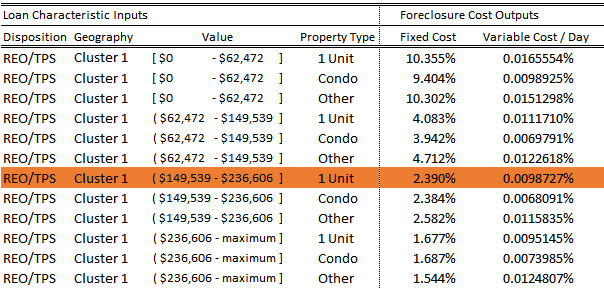 Loan Characteristic Inputs Foreclosure Cost Outputs
Disposition Geography Value Property Type Fixed Cost Variable Cost / Day
REO/TPS Cluster 1 [ $0 - $62,472 ] 1 Unit 10.355% 0.0165554%
REO/TPS Cluster 1 [ $0 - $62,472 ] Condo 9.404% 0.0098925%
REO/TPS Cluster 1 [ $0 - $62,472 ] Other 10.302% 0.0151298%
REO/TPS Cluster 1 ( $62,472 - $149,539 ] 1 Unit 4.083% 0.0111710%
REO/TPS Cluster 1 ( $62,472 - $149,539 ] Condo 3.942% 0.0069791%
REO/TPS Cluster 1 ( $62,472 - $149,539 ] Other 4.712% 0.0122618%
REO/TPS Cluster 1 ( $149,539 - $236,606 ] 1 Unit 2.390% 0.0098727%
REO/TPS Cluster 1 ( $149,539 - $236,606 ] Condo 2.384% 0.0068091%
REO/TPS Cluster 1 ( $149,539 - $236,606 ] Other 2.582% 0.0115835%
REO/TPS Cluster 1 ( $236,606 - maximum ] 1 Unit 1.677% 0.0095145%
REO/TPS Cluster 1 ( $236,606 - maximum ] Condo 1.687% 0.0073985%
REO/TPS Cluster 1 ( $236,606 - maximum ] Other 1.544% 0.0124807%